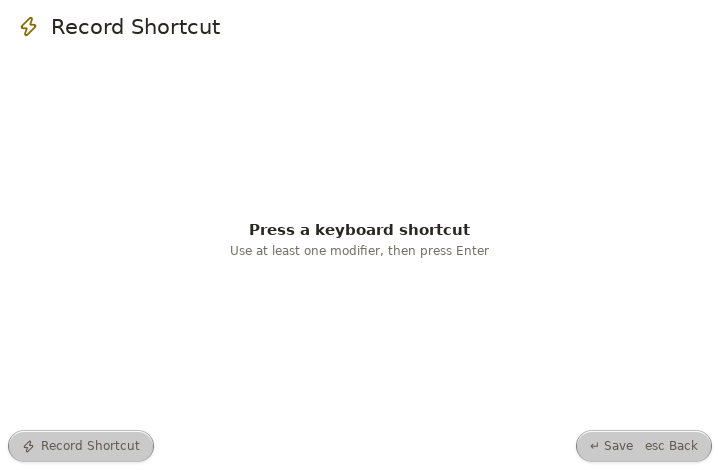 Record Shortcut
Press a keyboard shortcut
Use at least one modifier, then press Enter
Record Shortcut
↵ Save esc Back